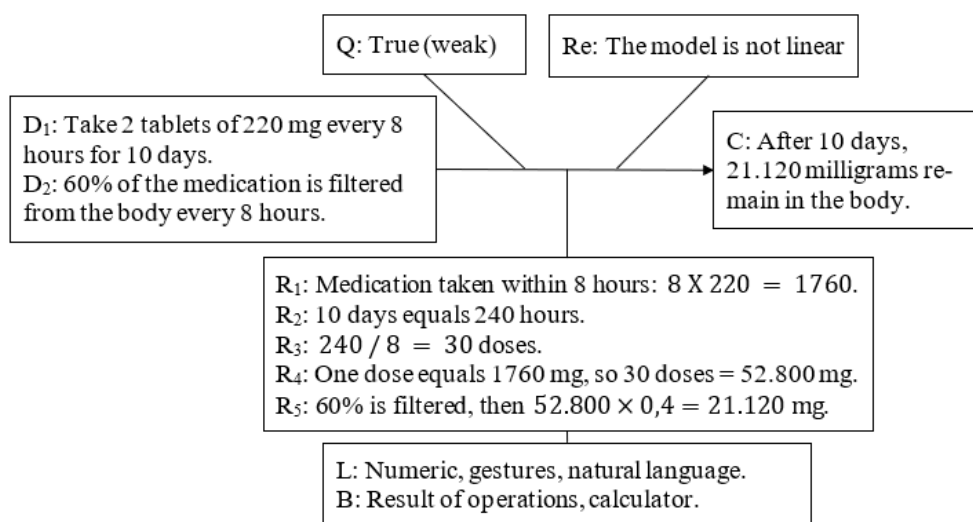 Q: True (weak)
Re: The model is not linear
D₁: Take 2 tablets of 220 mg every 8
hours for 10 days.
D₂: 60% of the medication is filtered
from the body every 8 hours.
C: After 10 days,
21.120 milligrams re-
main in the body.
R₁: Medication taken within 8 hours: 8 X 220 = 1760.
R₂: 10 days equals 240 hours.
R₃: 240 / 8 = 30 doses.
R₄: One dose equals 1760 mg, so 30 doses = 52.800 mg.
R₅: 60% is filtered, then 52.800 × 0,4 = 21.120 mg.
L: Numeric, gestures, natural language.
B: Result of operations, calculator.